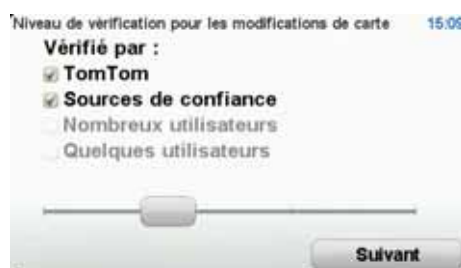 Niveau de vérification pour les modifications de carte 15:09
Vérifié par :
TomTom
Sources de confiance
Nombreux utilisateurs
Quelques utilisateurs
Suivant